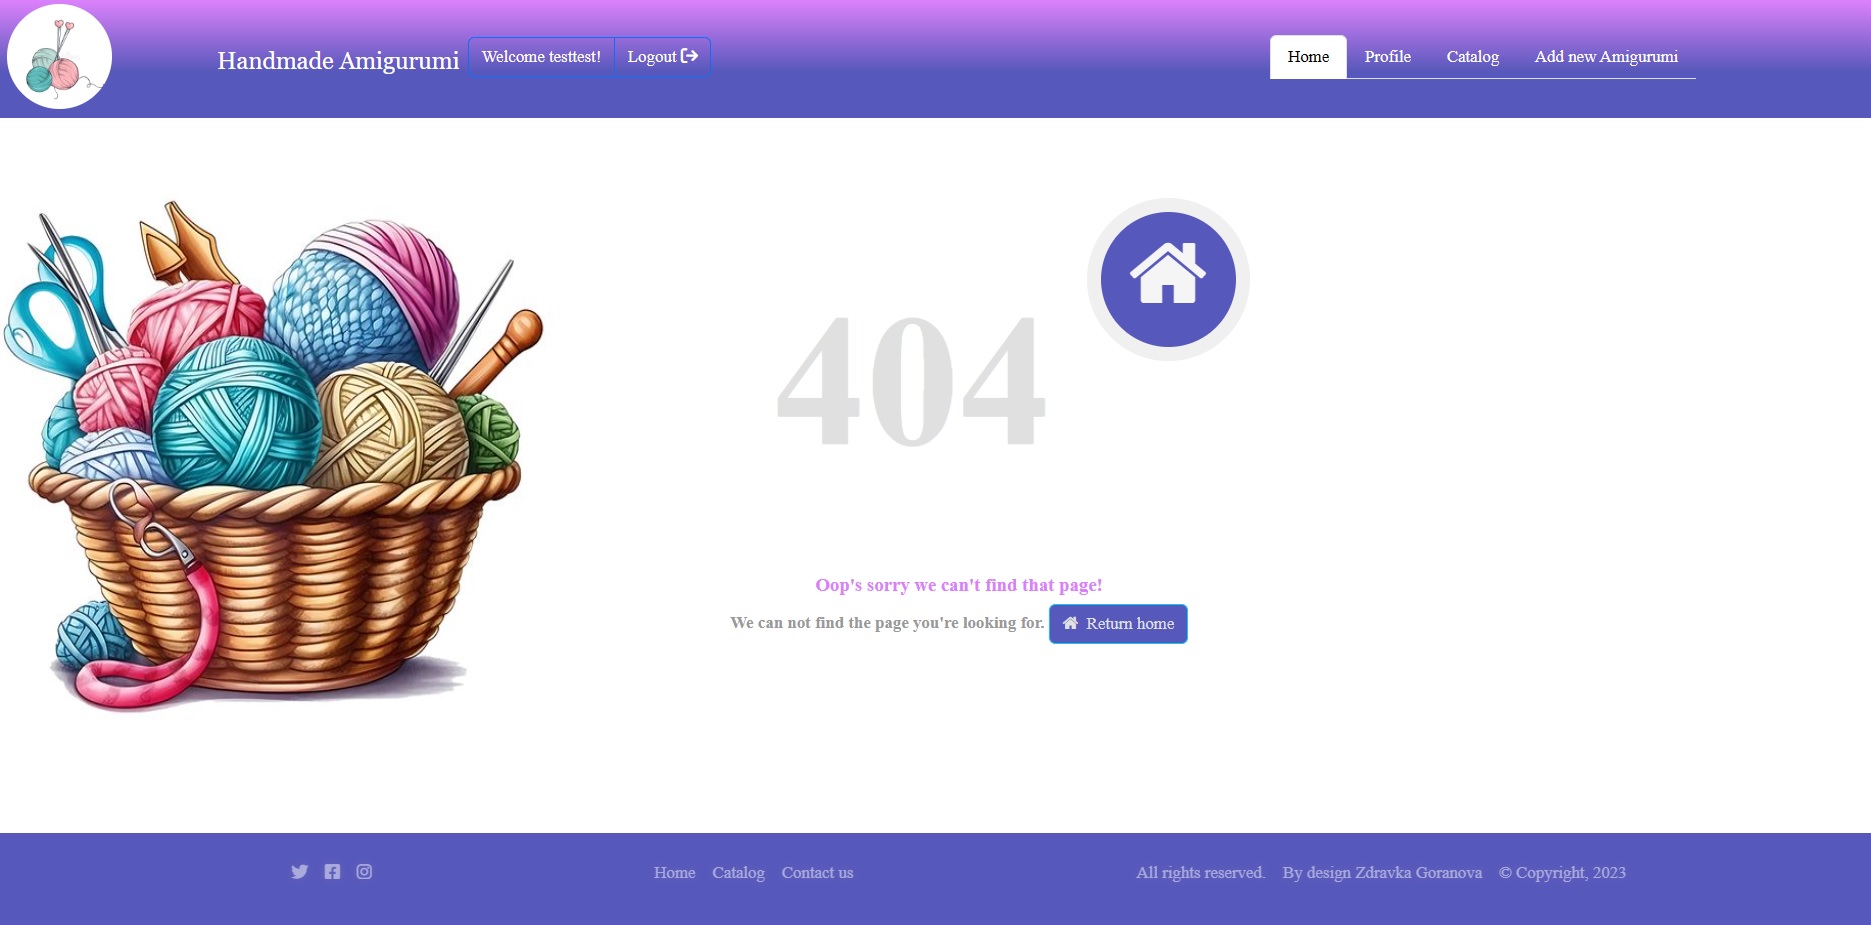 Handmade Amigurumi
Welcome testtest!
Logout
Home
Profile
Catalog
Add new Amigurumi
404
Oop's sorry we can't find that page!
We can not find the page you're looking for.
Return home
Home
Catalog
Contact us
All rights reserved.
By design Zdravka Goranova
© Copyright, 2023